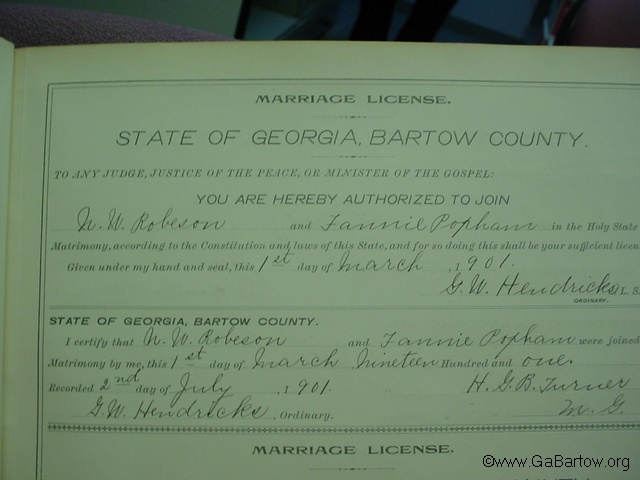 MARRIAGE LICENSE.
STATE OF GEORGIA, BARTOW COUNTY.
TO ANY JUDGE, JUSTICE OF THE PEACE, OR MINISTER OF THE GOSPEL:
YOU ARE HEREBY AUTHORIZED TO JOIN
N. W. Robeson and Fannie Popham in the Holy State
Matrimony, according to the Constitution and laws of this State, and for so doing this shall be your sufficient licen
Given under my hand and seal, this 1st day of March, 1901.
G. W. Hendricks, L. S.
ORDINARY.
STATE OF GEORGIA, BARTOW COUNTY.
I certify that N. W. Robeson and Fannie Popham were joined
Matrimony by me, this 1st day of March Nineteen Hundred and one.
Recorded 2nd day of July, 1901. H. G. B. Turner
G. W. Hendricks, Ordinary. M. G.
MARRIAGE LICENSE.
©www.GaBartow.org